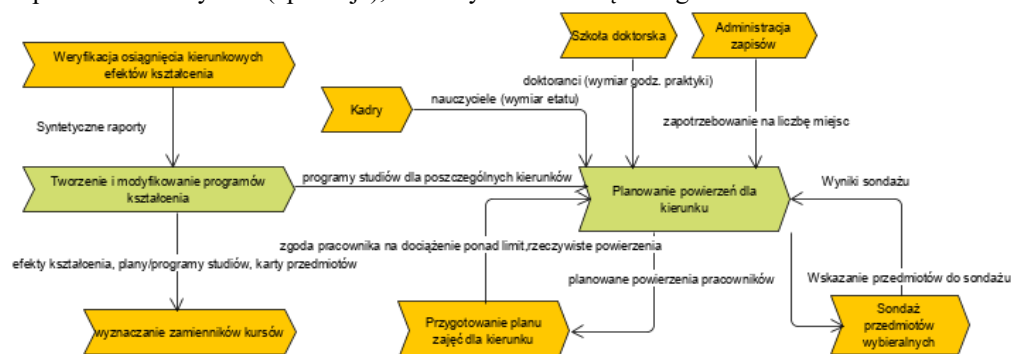 Weryfikacja osiągnięcia kierunkowych
efektów kształcenia
Szkoła doktorska
Administracja
zapisów
doktoranci (wymiar godz. praktyki)
Kadry
nauczyciele (wymiar etatu)
Syntetyczne raporty
zapotrzebowanie na liczbę miejsc
Tworzenie i modyfikowanie programów
kształcenia
programy studiów dla poszczególnych kierunków
Planowanie powierzeń dla
kierunku
Wyniki sondażu
zgoda pracownika na dociążenie ponad limit,rzeczywiste powierzenia
efekty kształcenia, plany/programy studiów, karty przedmiotów
planowane powierzenia pracowników
Wskazanie przedmiotów do sondażu
wyznaczanie zamienników kursów
Przygotowanie planu
zajęć dla kierunku
Sondaż
przedmiotów
wybieralnych